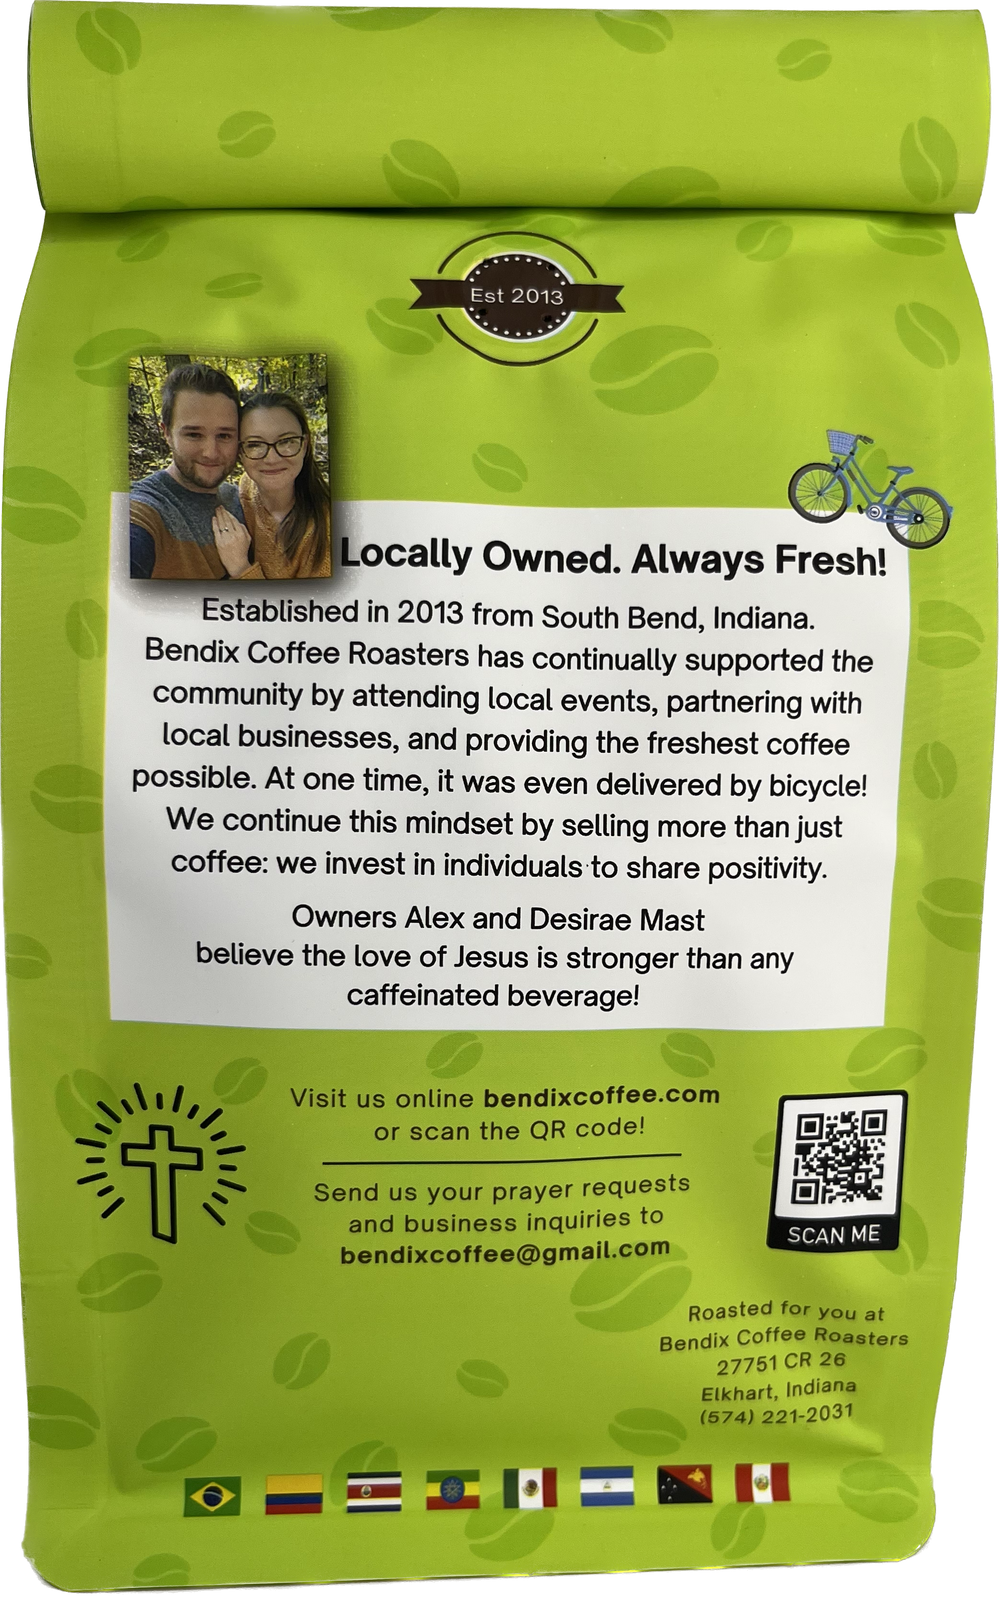 Est 2013
Locally Owned. Always Fresh!
Established in 2013 from South Bend, Indiana.
Bendix Coffee Roasters has continually supported the
community by attending local events, partnering with
local businesses, and providing the freshest coffee
possible. At one time, it was even delivered by bicycle!
We continue this mindset by selling more than just
coffee: we invest in individuals to share positivity.
Owners Alex and Desirae Mast
believe the love of Jesus is stronger than any
caffeinated beverage!
Visit us online bendixcoffee.com
or scan the QR code!
Send us your prayer requests
and business inquiries to
bendixcoffee@gmail.com
SCAN ME
Roasted for you at
Bendix Coffee Roasters
27751 CR 26
Elkhart, Indiana
(574) 221-2031